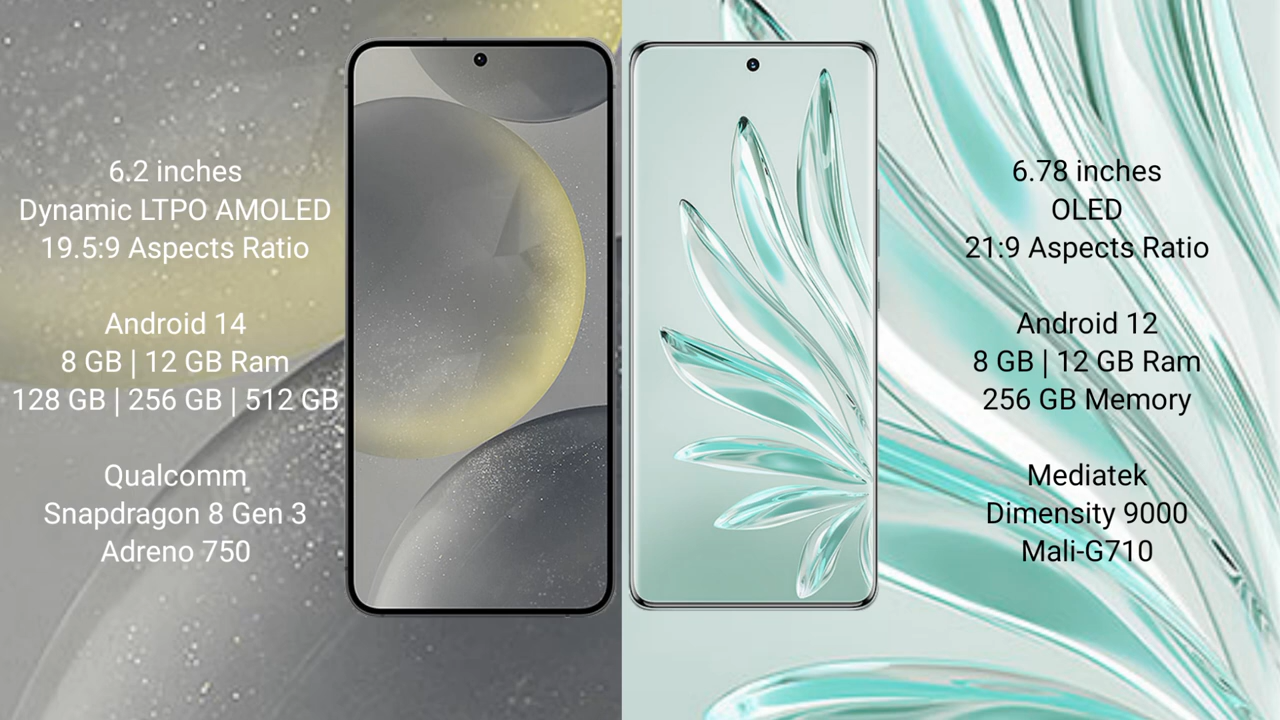 6.2 inches
Dynamic LTPO AMOLED
19.5:9 Aspects Ratio
Android 14
8 GB | 12 GB Ram
128 GB | 256 GB | 512 GB
Qualcomm
Snapdragon 8 Gen 3
Adreno 750
6.78 inches
OLED
21:9 Aspects Ratio
Android 12
8 GB | 12 GB Ram
256 GB Memory
Mediatek
Dimensity 9000
Mali-G710